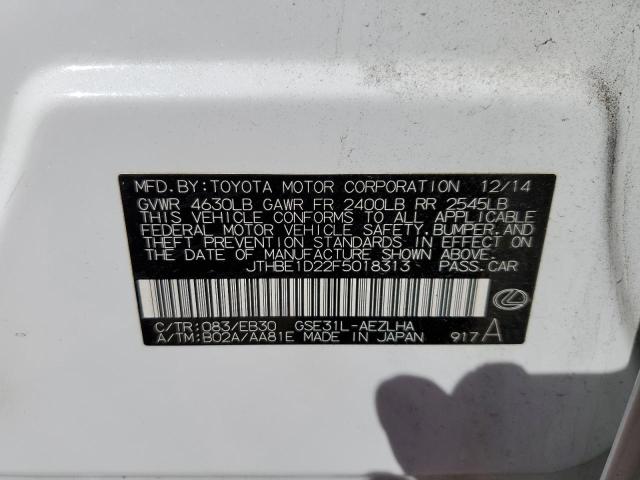 MFD.BY:TOYOTA MOTOR CORPORATION 12/14
GVWR 4630LB GAWR FR 2400LB RR 2545LB
THIS VEHICLE CONFORMS TO ALL APPLICABLE
FEDERAL MOTOR VEHICLE SAFETY,BUMPER,AND
THEFT PREVENTION STANDARDS IN EFFECT ON
THE DATE OF MANUFACTURE SHOWN ABOVE.
JTHBE1D22F5018313 PASS.CAR
C/TR:083/EB30 GSE31L-AEZLHA
A/TM:B02A/AA81E MADE IN JAPAN 917A